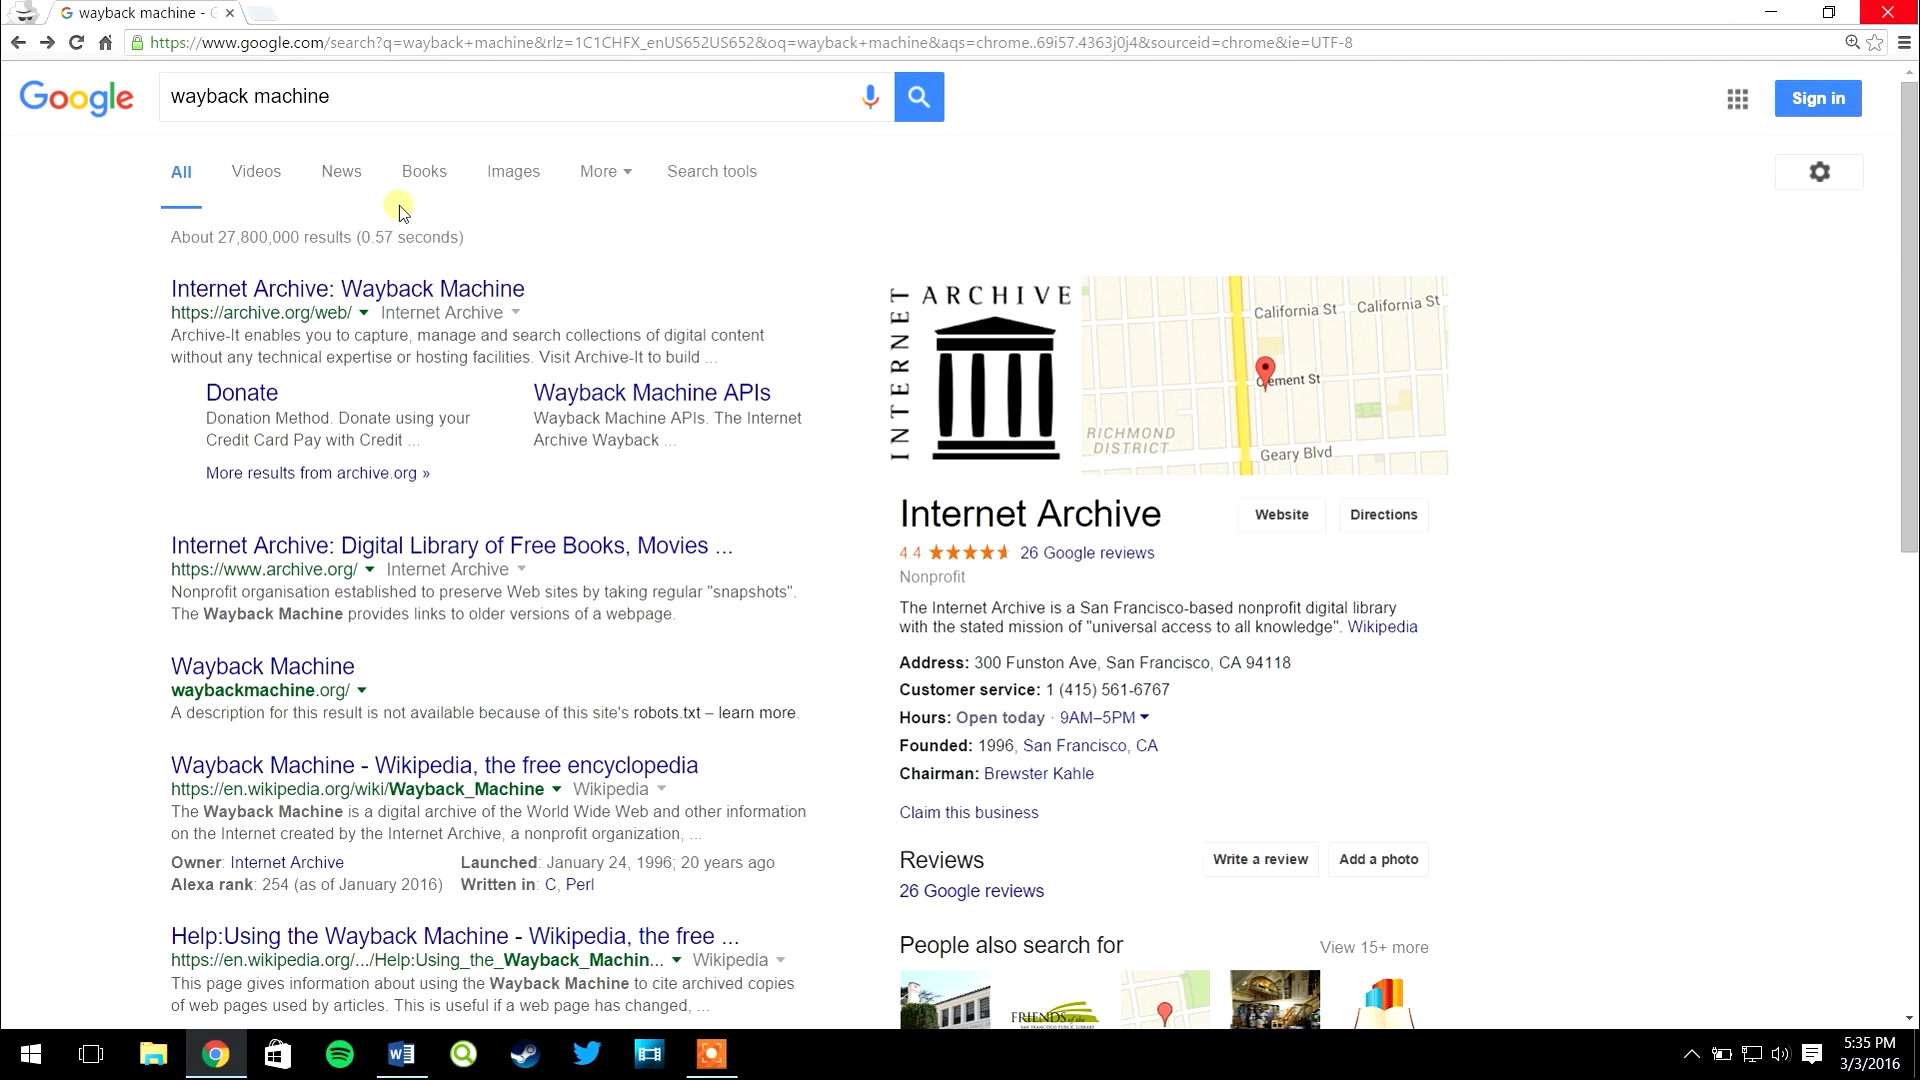 wayback machine - G
https://www.google.com/search?q=wayback+machine&rlz=1C1CHFX_enUS652US652&oq=wayback+machine&aqs=chrome..69i57.4363j0j4&sourceid=chrome&ie=UTF-8
Google
wayback machine
Sign in
All Videos News Books Images More Search tools
About 27,800,000 results (0.57 seconds)
Internet Archive: Wayback Machine
https://archive.org/web/ Internet Archive
Archive-It enables you to capture, manage and search collections of digital content
without any technical expertise or hosting facilities. Visit Archive-It to build ...
Donate
Donation Method. Donate using your
Credit Card Pay with Credit ...
Wayback Machine APIs
Wayback Machine APIs. The Internet
Archive Wayback ...
More results from archive.org »
Internet Archive: Digital Library of Free Books, Movies ...
https://www.archive.org/ Internet Archive
Nonprofit organisation established to preserve Web sites by taking regular "snapshots".
The Wayback Machine provides links to older versions of a webpage.
Wayback Machine
waybackmachine.org/
A description for this result is not available because of this site's robots.txt – learn more.
Wayback Machine - Wikipedia, the free encyclopedia
https://en.wikipedia.org/wiki/Wayback_Machine Wikipedia
The Wayback Machine is a digital archive of the World Wide Web and other information
on the Internet created by the Internet Archive, a nonprofit organization, ...
Owner: Internet Archive Launched: January 24, 1996; 20 years ago
Alexa rank: 254 (as of January 2016) Written in: C, Perl
Help:Using the Wayback Machine - Wikipedia, the free ...
https://en.wikipedia.org/.../Help:Using_the_Wayback_Machin... Wikipedia
This page gives information about using the Wayback Machine to cite archived copies
of web pages used by articles. This is useful if a web page has changed, ...
INTERNET
ARCHIVE
California St California St
Clement St
RICHMOND
DISTRICT
Geary Blvd
Internet Archive
Website Directions
4.4 26 Google reviews
Nonprofit
The Internet Archive is a San Francisco-based nonprofit digital library
with the stated mission of "universal access to all knowledge". Wikipedia
Address: 300 Funston Ave, San Francisco, CA 94118
Customer service: 1 (415) 561-6767
Hours: Open today · 9AM–5PM
Founded: 1996, San Francisco, CA
Chairman: Brewster Kahle
Claim this business
Reviews
Write a review Add a photo
26 Google reviews
People also search for View 15+ more
FRIENDS of the
SAN FRANCISCO PUBLIC LIBRARY
5:35 PM
3/3/2016